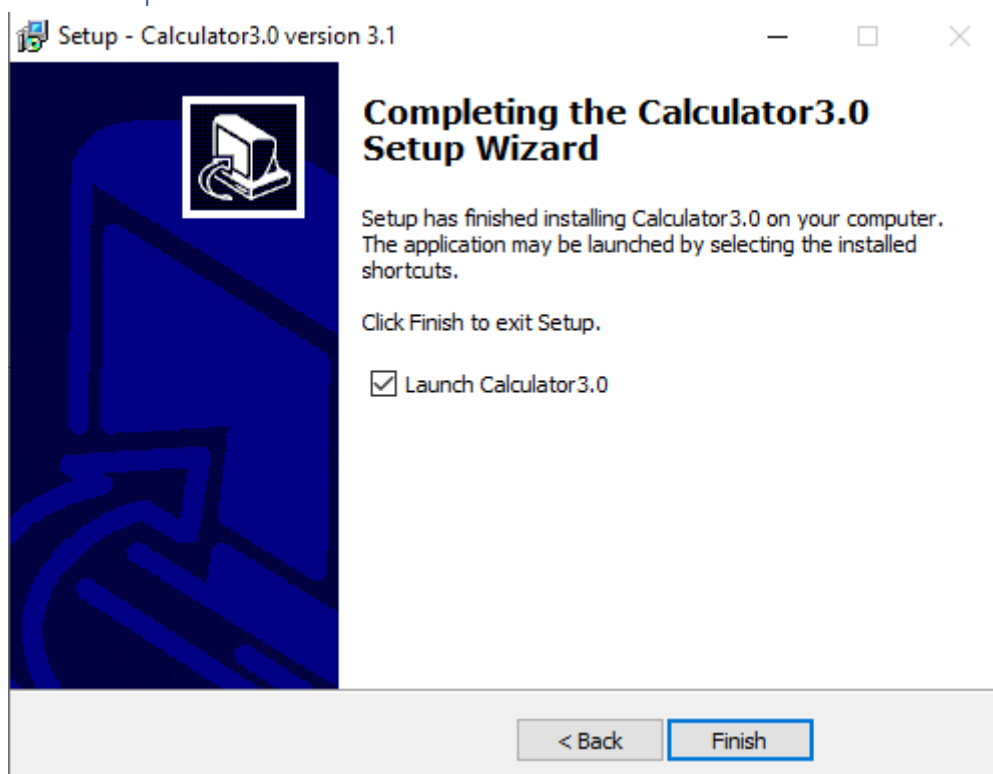 Setup - Calculator3.0 version 3.1
Completing the Calculator3.0
Setup Wizard
Setup has finished installing Calculator3.0 on your computer.
The application may be launched by selecting the installed
shortcuts.
Click Finish to exit Setup.
Launch Calculator3.0
< Back
Finish